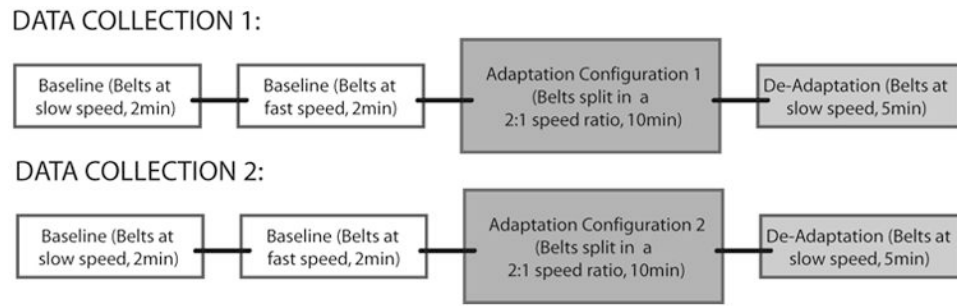 DATA COLLECTION 1:
Baseline (Belts at
slow speed, 2min)
Baseline (Belts at
fast speed, 2min)
Adaptation Configuration 1
(Belts split in a
2:1 speed ratio, 10min)
De-Adaptation (Belts at
slow speed, 5min)
DATA COLLECTION 2:
Baseline (Belts at
slow speed, 2min)
Baseline (Belts at
fast speed, 2min)
Adaptation Configuration 2
(Belts split in a
2:1 speed ratio, 10min)
De-Adaptation (Belts at
slow speed, 5min)